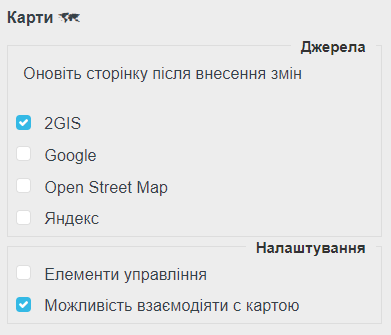 Карти
Джерела
Оновіть сторінку після внесення змін
2GIS
Google
Open Street Map
Яндекс
Налаштування
Елементи управління
Можливість взаємодіяти с картою